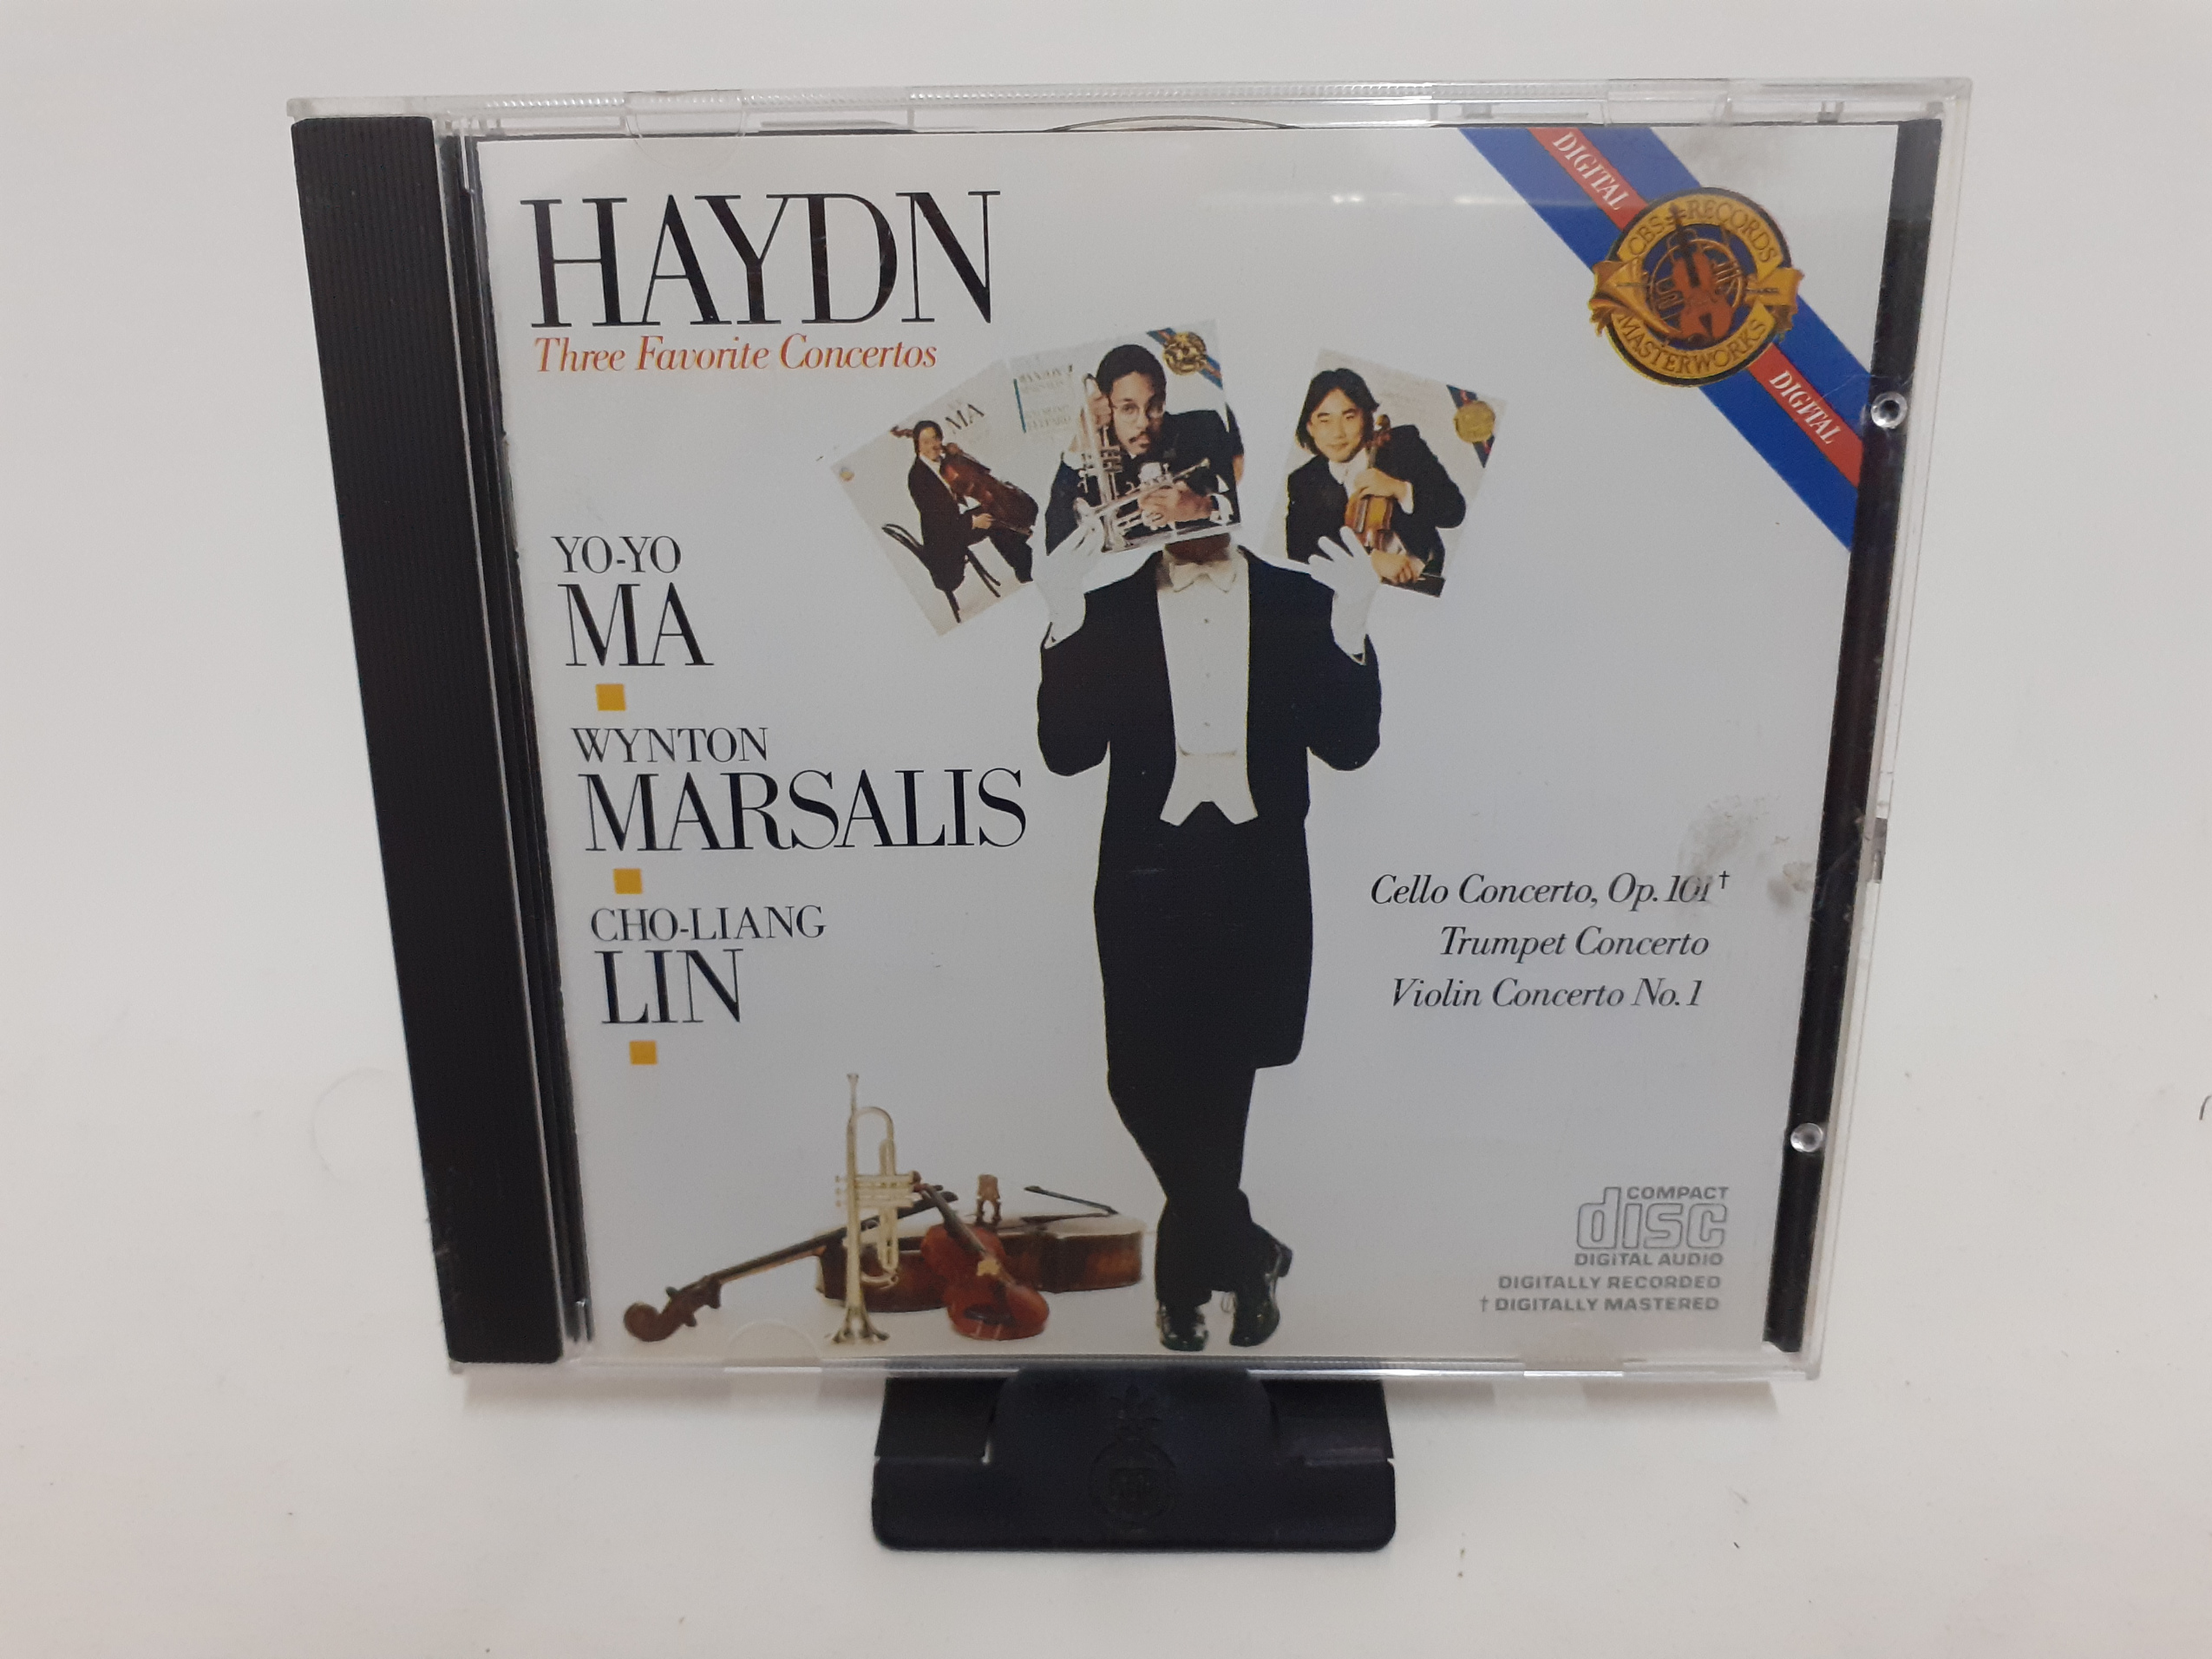 HAYDN
Three Favorite Concertos
DIGITAL
CBS RECORDS
MASTERWORKS
DIGITAL
MA
YO-YO
MA
WYNTON
MARSALIS
CHO-LIANG
LIN
Cello Concerto, Op. 101†
Trumpet Concerto
Violin Concerto No. 1
COMPACT
disc
DIGITAL AUDIO
DIGITALLY RECORDED
† DIGITALLY MASTERED